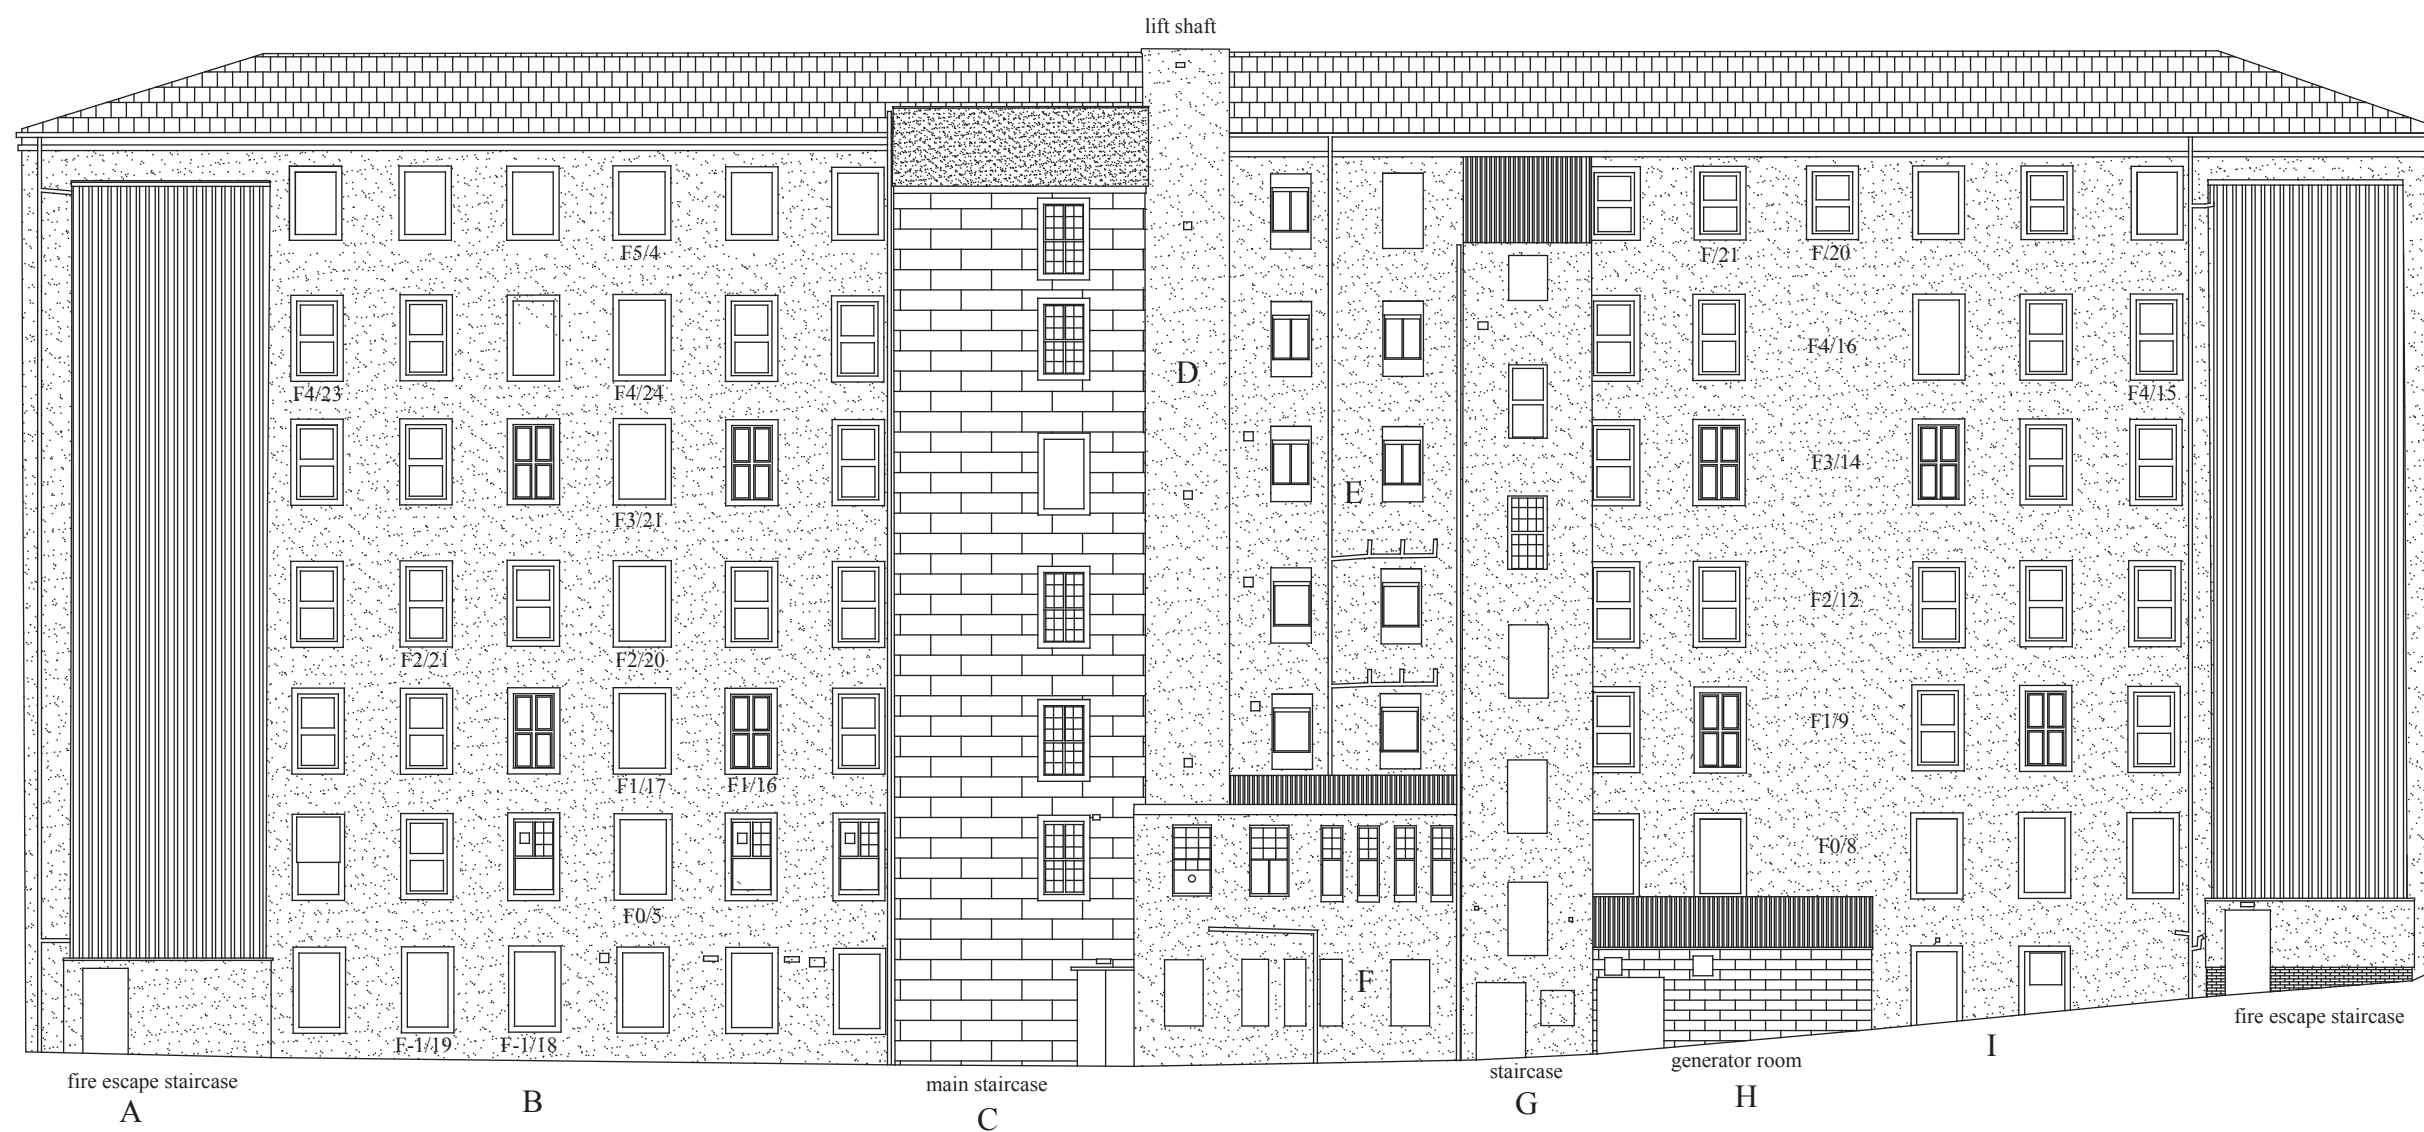 lift shaft
F5/4
F/21
F/20
F4/16
D
F4/23
F4/24
F4/15
F3/14
E
F3/21
F2/12
F2/21
F2/20
F1/9
F1/17
F1/16
F0/8
F0/5
F
F-1/19
F-1/18
fire escape staircase
I
generator room
staircase
fire escape staircase
main staircase
A
B
C
G
H